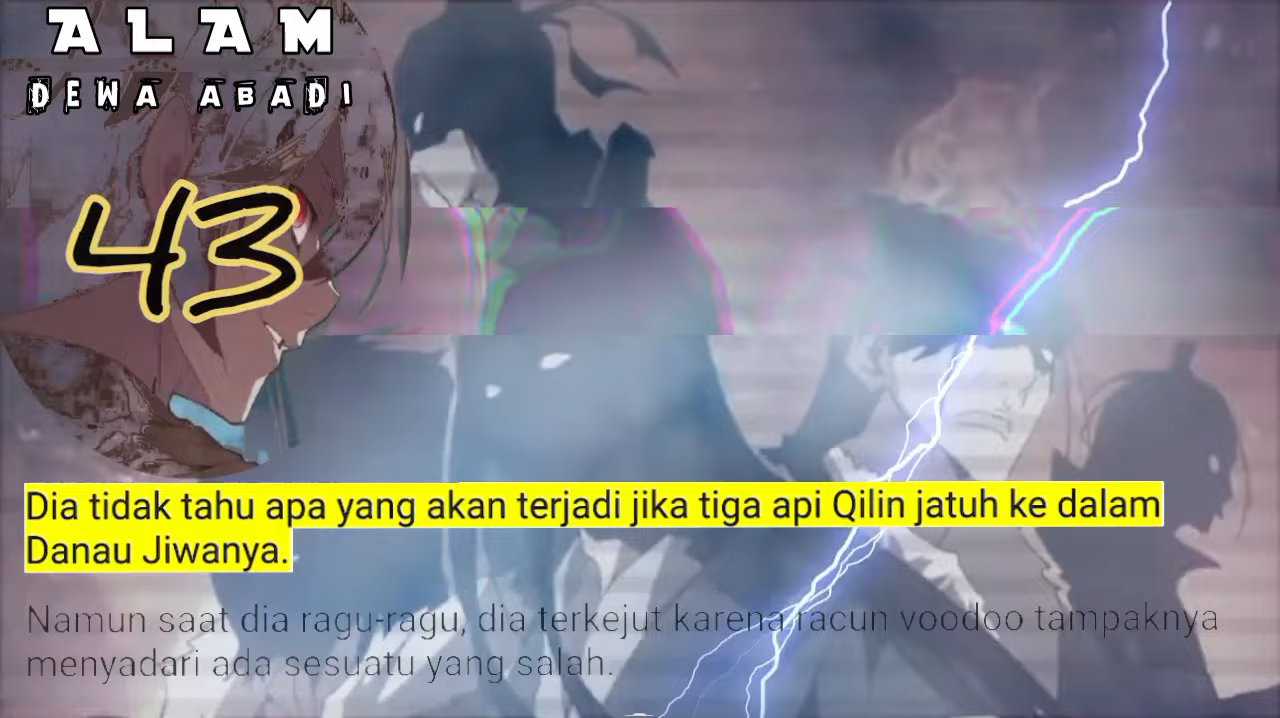 ALAM
DEWA ABADI
43
Dia tidak tahu apa yang akan terjadi jika tiga api Qilin jatuh ke dalam
Danau Jiwanya.
Namun saat dia ragu-ragu, dia terkejut karena racun voodoo tampaknya
menyadari ada sesuatu yang salah.